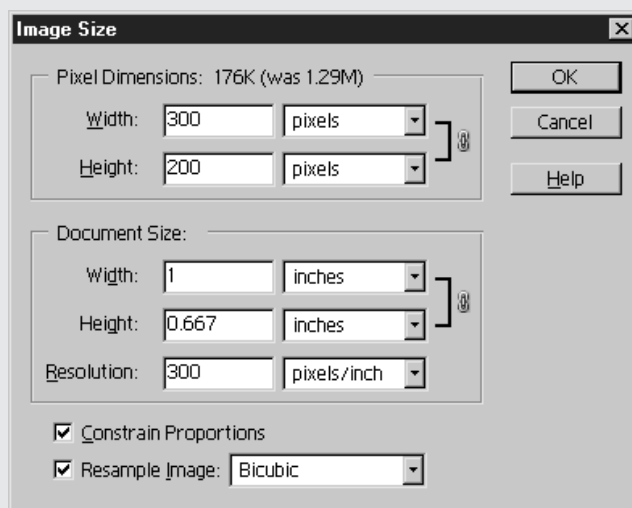 Image Size
Pixel Dimensions: 176K (was 1.29M)
Width: 300 pixels
Height: 200 pixels
OK
Cancel
Help
Document Size:
Width: 1 inches
Height: 0.667 inches
Resolution: 300 pixels/inch
Constrain Proportions
Resample Image: Bicubic